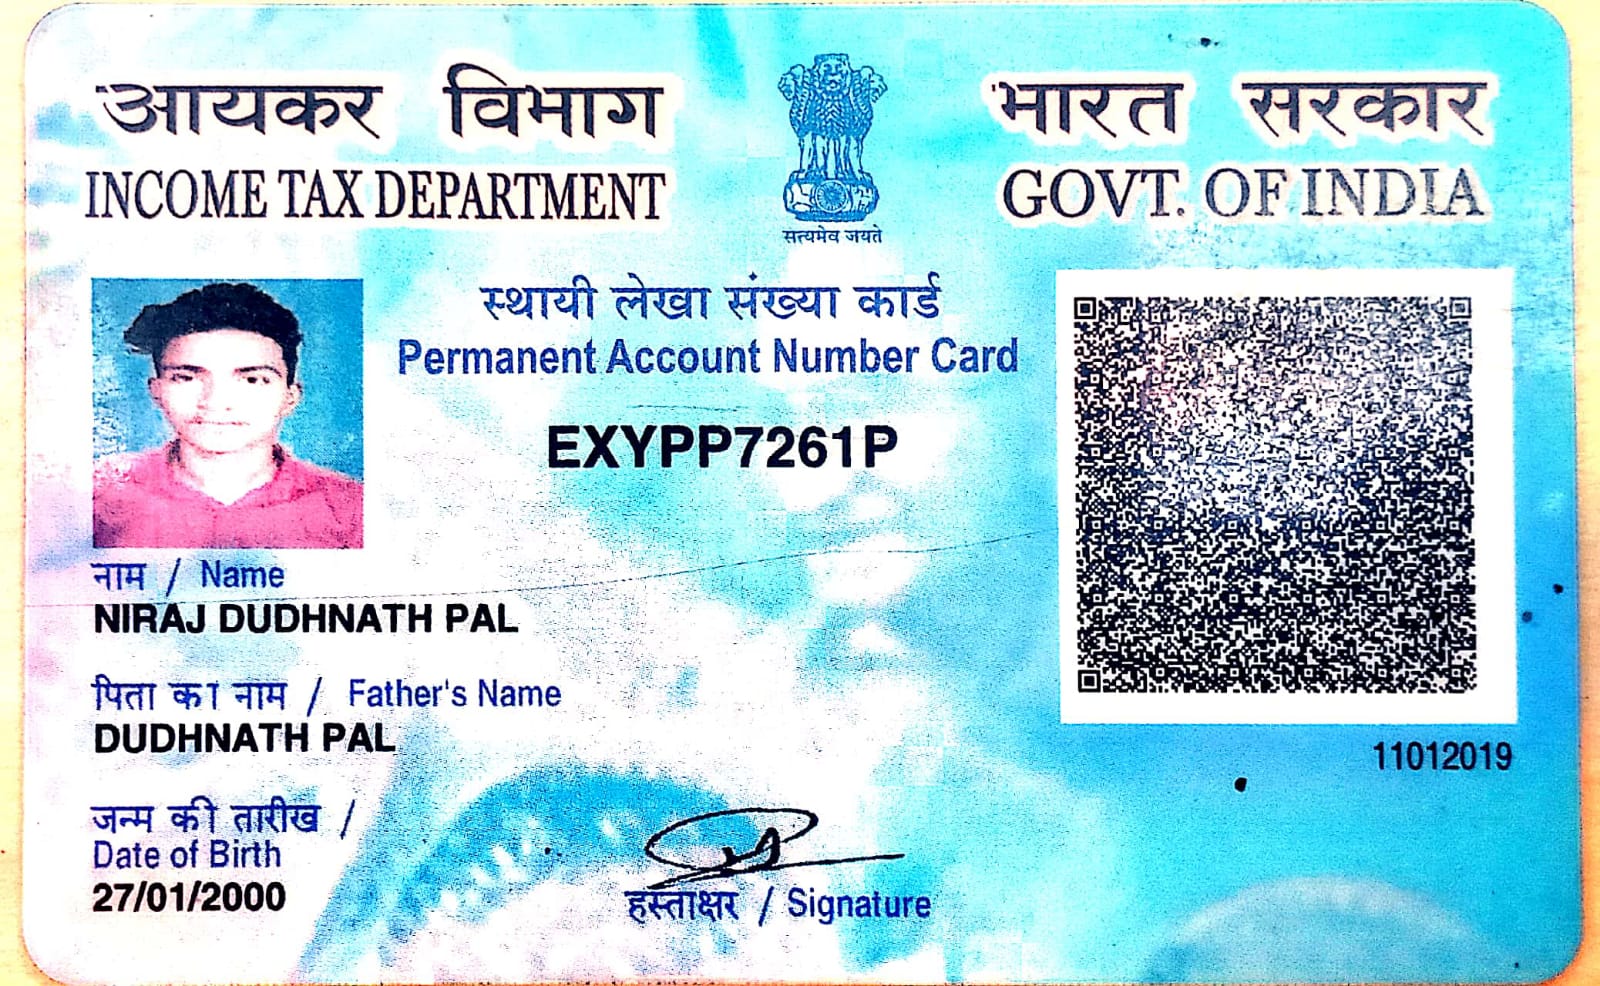 आयकर विभाग
INCOME TAX DEPARTMENT
सत्यमेव जयते
भारत सरकार
GOVT. OF INDIA
स्थायी लेखा संख्या कार्ड
Permanent Account Number Card
EXYPP7261P
नाम / Name
NIRAJ DUDHNATH PAL
पिता का नाम / Father's Name
DUDHNATH PAL
11012019
जन्म की तारीख /
Date of Birth
27/01/2000
हस्ताक्षर / Signature